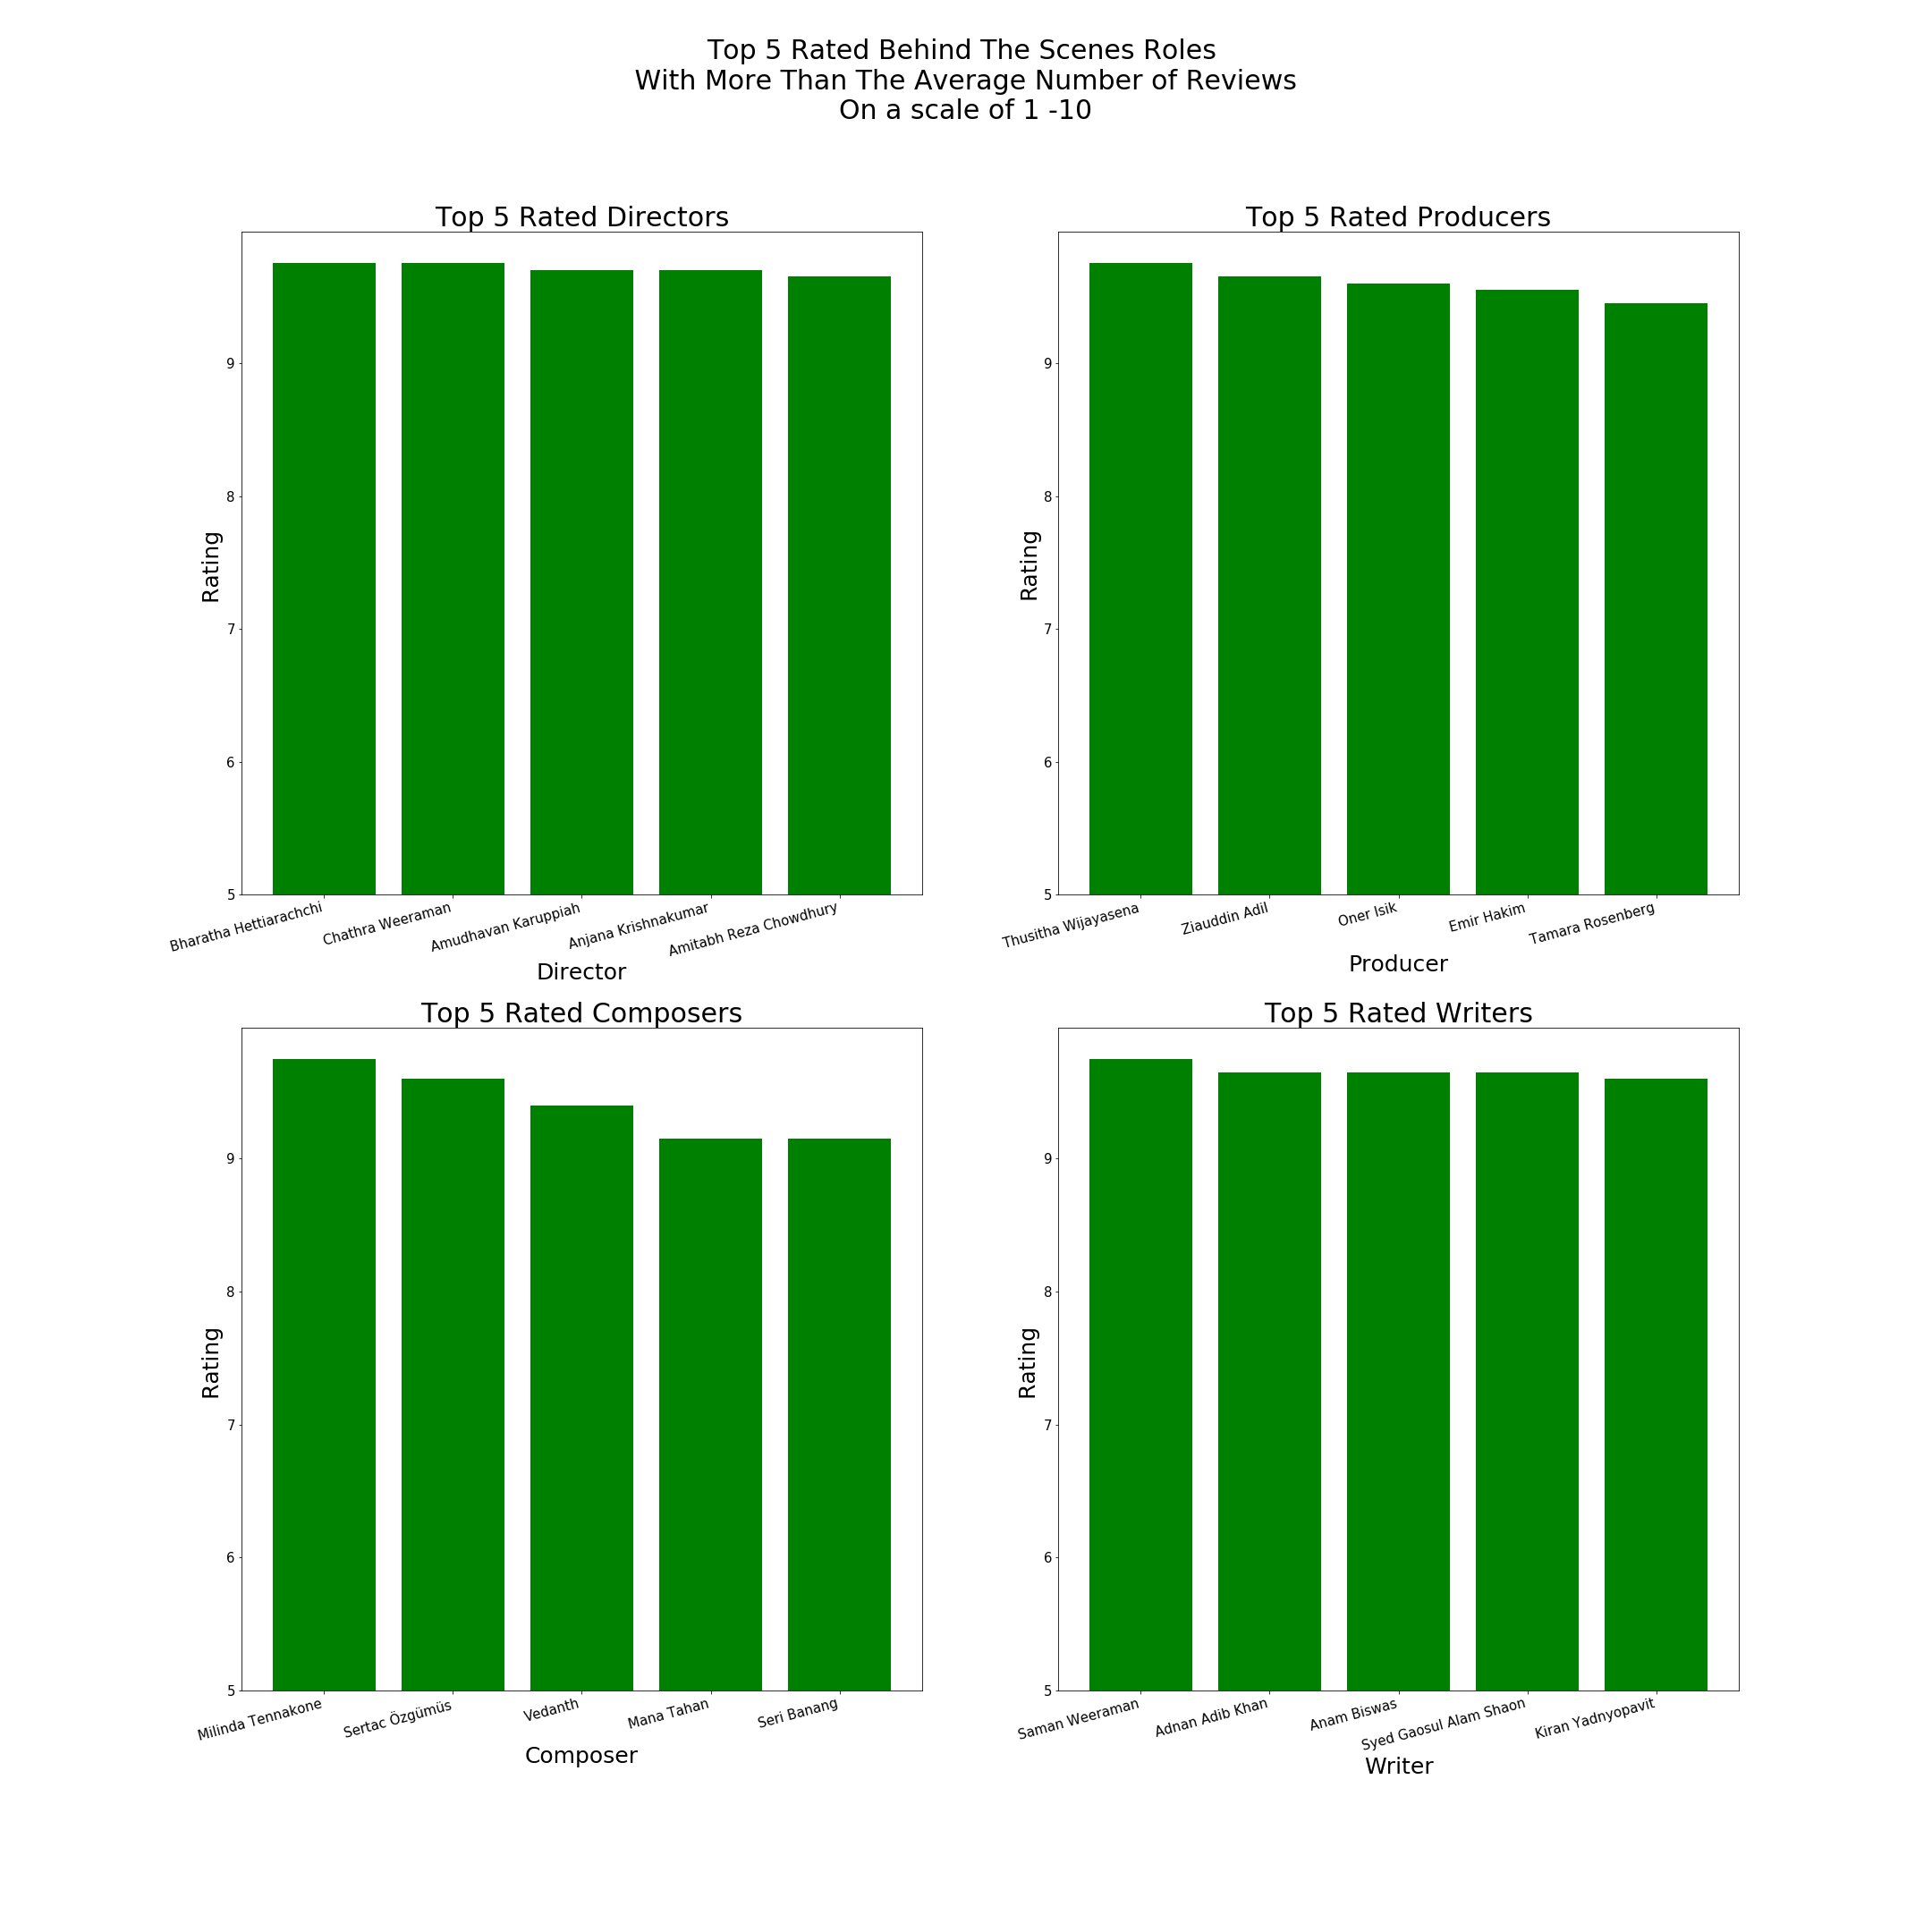 Top 5 Rated Behind The Scenes Roles
With More Than The Average Number of Reviews
On a scale of 1 -10
Top 5 Rated Directors
Rating
9
8
7
6
5
Bharatha Hettiarachchi
Chathra Weeraman
Amudhavan Karuppiah
Anjana Krishnakumar
Amitabh Reza Chowdhury
Director
Top 5 Rated Producers
Rating
9
8
7
6
5
Thusitha Wijayasena
Ziauddin Adil
Oner Isik
Emir Hakim
Tamara Rosenberg
Producer
Top 5 Rated Composers
Rating
9
8
7
6
5
Milinda Tennakone
Sertac Özgümüs
Vedanth
Mana Tahan
Seri Banang
Composer
Top 5 Rated Writers
Rating
9
8
7
6
5
Saman Weeraman
Adnan Adib Khan
Anam Biswas
Syed Gaosul Alam Shaon
Kiran Yadnyopavit
Writer